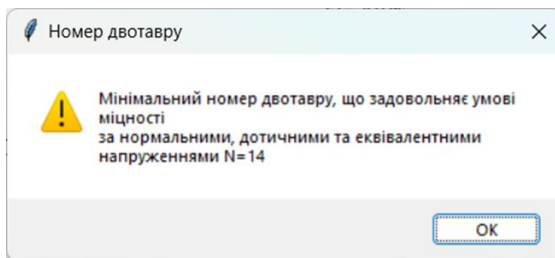 Номер двотавру
Мінімальний номер двотавру, що задовольняє умові
міцності
за нормальними, дотичними та еквівалентними
напруженнями N=14
OK